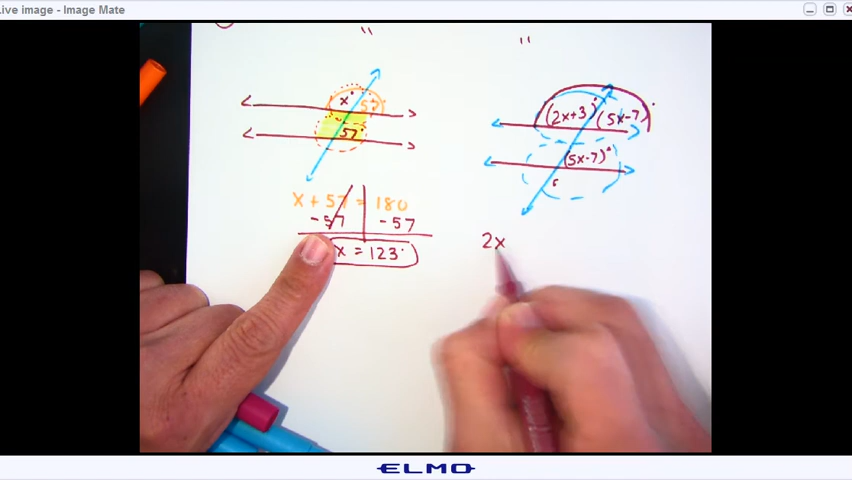 Live image - Image Mate
" "
x° 57°
57°
(2x+3)° (5x-7)°
(5x-7)°
x + 57 = 180
-57 -57
x = 123°
2x
ELMO